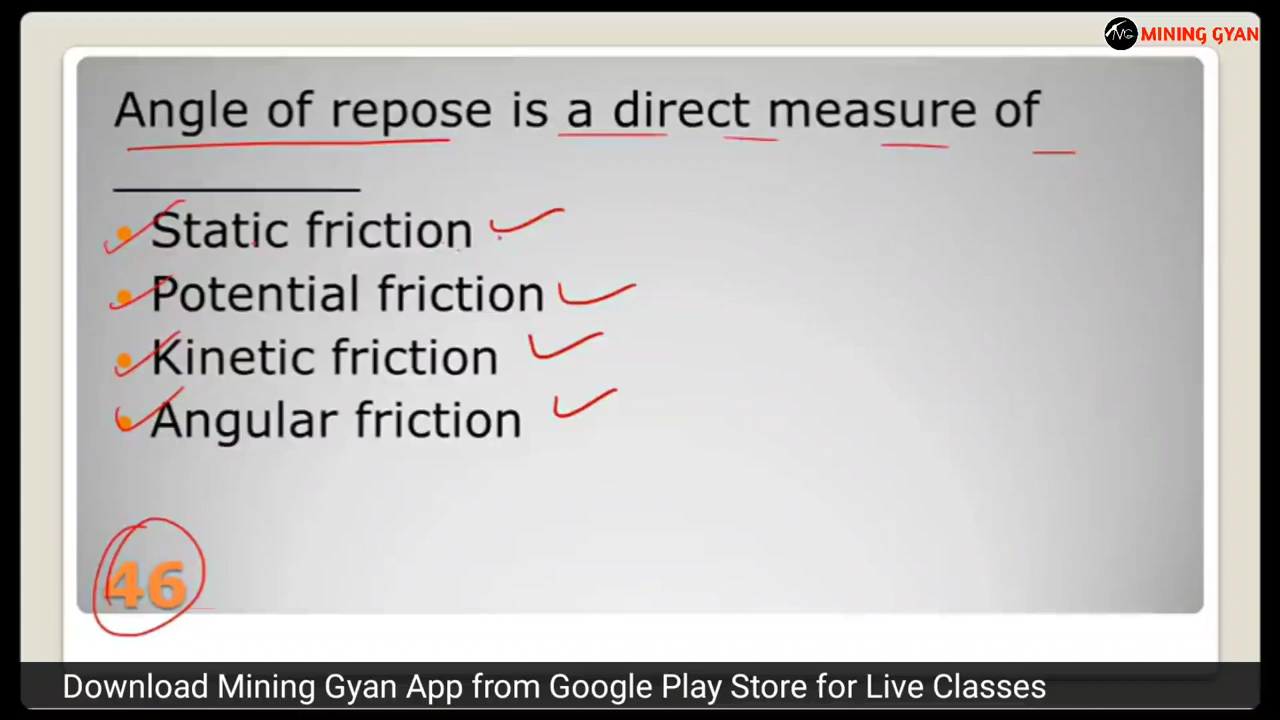 MINING GYAN
Angle of repose is a direct measure of
__________
• Static friction
• Potential friction
• Kinetic friction
• Angular friction
46
Download Mining Gyan App from Google Play Store for Live Classes